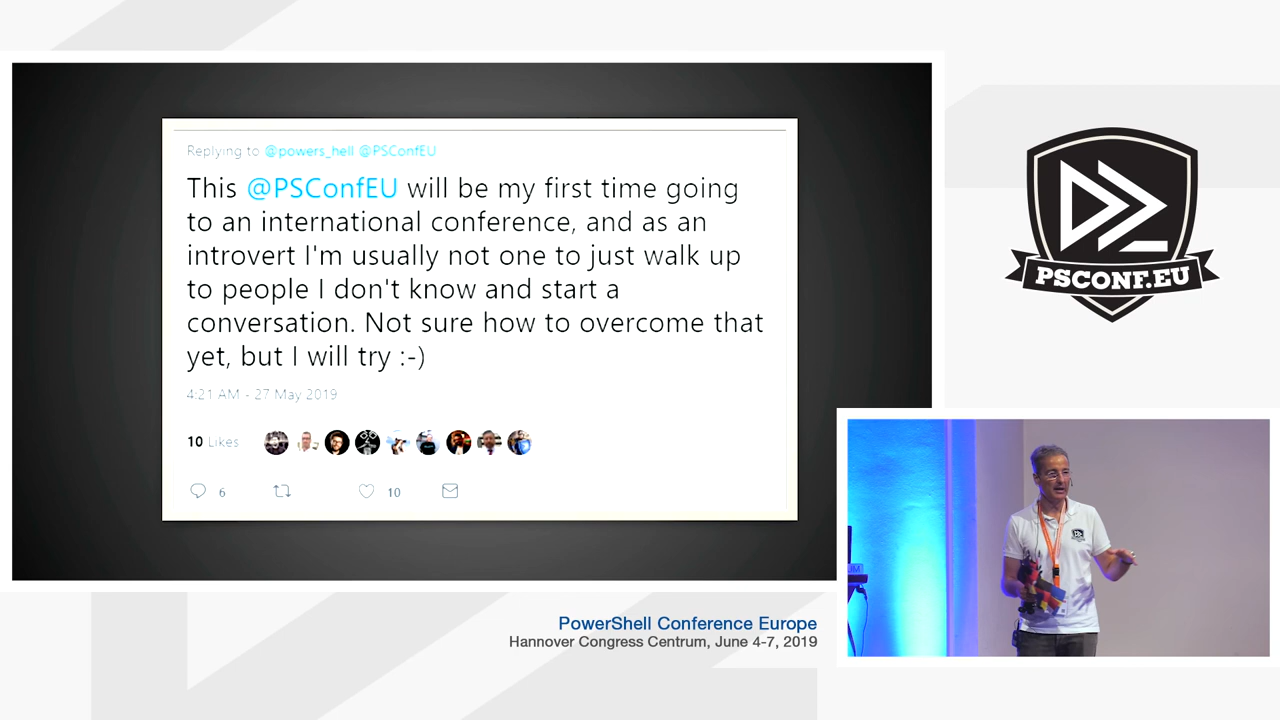 Replying to @powers_hell @PSConfEU
This @PSConfEU will be my first time going
to an international conference, and as an
introvert I'm usually not one to just walk up
to people I don't know and start a
conversation. Not sure how to overcome that
yet, but I will try :-)
4:21 AM - 27 May 2019
10 Likes
6
10
PSCONF.EU
PowerShell Conference Europe
Hannover Congress Centrum, June 4-7, 2019